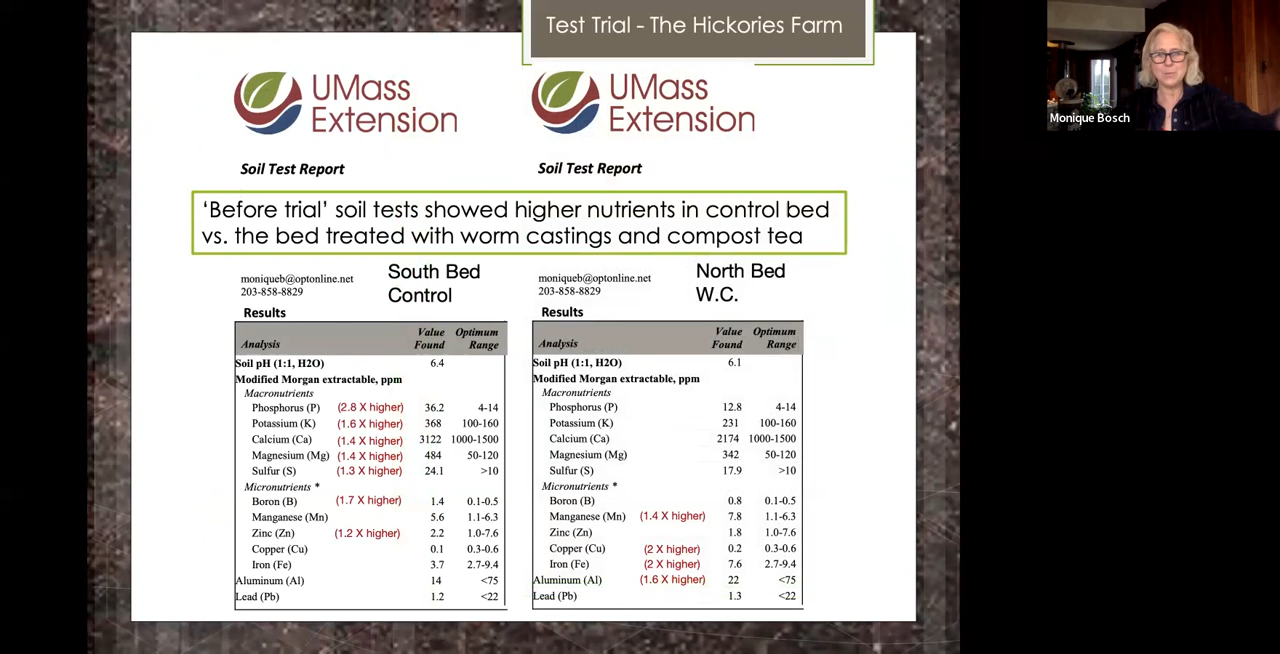 Test Trial - The Hickories Farm
Monique Bosch
UMass
Extension
Soil Test Report
UMass
Extension
Soil Test Report
‘Before trial’ soil tests showed higher nutrients in control bed
vs. the bed treated with worm castings and compost tea
moniqueb@optonline.net
203-858-8829
South Bed
Control
Results
Analysis Value Found Optimum Range
Soil pH (1:1, H2O) 6.4
Modified Morgan extractable, ppm
Macronutrients
Phosphorus (P) (2.8 X higher) 36.2 4-14
Potassium (K) (1.6 X higher) 368 100-160
Calcium (Ca) (1.4 X higher) 3122 1000-1500
Magnesium (Mg) (1.4 X higher) 484 50-120
Sulfur (S) (1.3 X higher) 24.1 >10
Micronutrients *
Boron (B) (1.7 X higher) 1.4 0.1-0.5
Manganese (Mn) 5.6 1.1-6.3
Zinc (Zn) (1.2 X higher) 2.2 1.0-7.6
Copper (Cu) 0.1 0.3-0.6
Iron (Fe) 3.7 2.7-9.4
Aluminum (Al) 14 <75
Lead (Pb) 1.2 <22
moniqueb@optonline.net
203-858-8829
North Bed
W.C.
Results
Analysis Value Found Optimum Range
Soil pH (1:1, H2O) 6.1
Modified Morgan extractable, ppm
Macronutrients
Phosphorus (P) 12.8 4-14
Potassium (K) 231 100-160
Calcium (Ca) 2174 1000-1500
Magnesium (Mg) 342 50-120
Sulfur (S) 17.9 >10
Micronutrients *
Boron (B) 0.8 0.1-0.5
Manganese (Mn) (1.4 X higher) 7.8 1.1-6.3
Zinc (Zn) 1.8 1.0-7.6
Copper (Cu) (2 X higher) 0.2 0.3-0.6
Iron (Fe) (2 X higher) 7.6 2.7-9.4
Aluminum (Al) (1.6 X higher) 22 <75
Lead (Pb) 1.3 <22